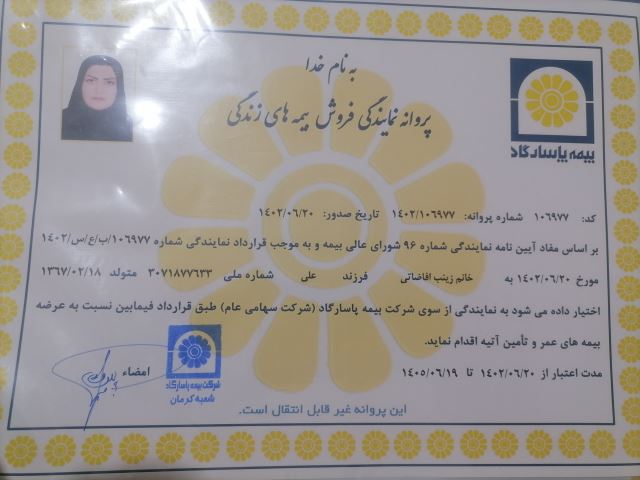 به نام خدا
پروانه نمایندگی فروش بیمه های زندگی
بیمه پاسارگاد
کد: ۱۰۶۹۷۷ شماره پروانه: ۱۴۰۲/۱۰۶۹۷۷ تاریخ صدور: ۱۴۰۲/۰۶/۲۰
بر اساس مفاد آیین نامه نمایندگی شماره ۹۶ شورای عالی بیمه و به موجب قرارداد نمایندگی شماره ۱۰۶۹۷۷/ب/ع/س/۱۴۰۲
مورخ ۱۴۰۲/۰۶/۲۰ به خانم زینب افاضاتی فرزند علی شماره ملی ۳۰۷۱۸۷۷۶۳۳ متولد ۱۳۶۷/۰۲/۱۸
اختیار داده می شود به نمایندگی از سوی شرکت بیمه پاسارگاد (شرکت سهامی عام) طبق قرارداد فیمابین نسبت به عرضه
بیمه های عمر و تأمین آتیه اقدام نماید.
مدت اعتبار از ۱۴۰۲/۰۶/۲۰ تا ۱۴۰۵/۰۶/۱۹
امضاء
شرکت بیمه پاسارگاد
شعبه کرمان
این پروانه غیر قابل انتقال است.